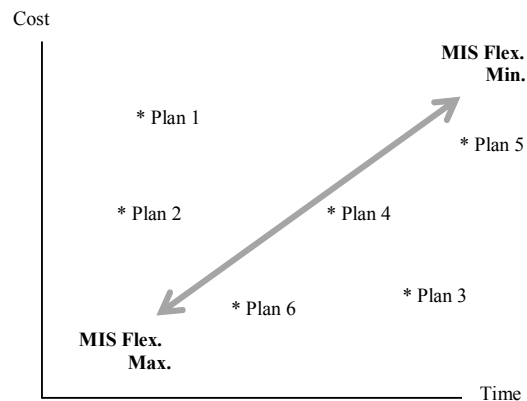 Cost
MIS Flex.
Min.
* Plan 1
* Plan 5
* Plan 2
* Plan 4
* Plan 3
* Plan 6
MIS Flex.
Max.
Time